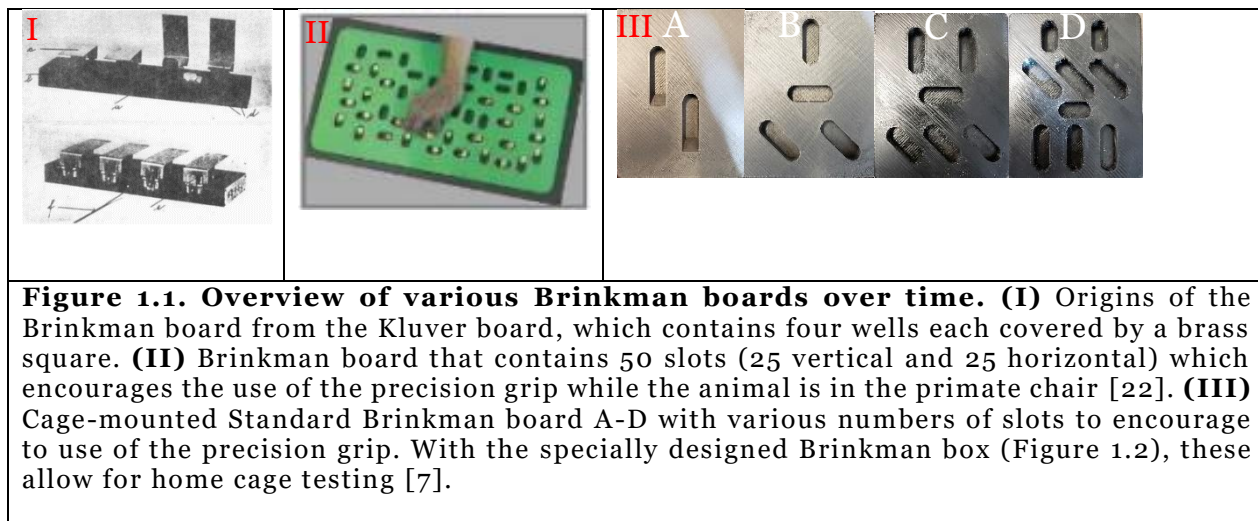 I
II
III A B C D
Figure 1.1. Overview of various Brinkman boards over time. (I) Origins of the
Brinkman board from the Kluver board, which contains four wells each covered by a brass
square. (II) Brinkman board that contains 50 slots (25 vertical and 25 horizontal) which
encourages the use of the precision grip while the animal is in the primate chair [22]. (III)
Cage-mounted Standard Brinkman board A-D with various numbers of slots to encourage
to use of the precision grip. With the specially designed Brinkman box (Figure 1.2), these
allow for home cage testing [7].